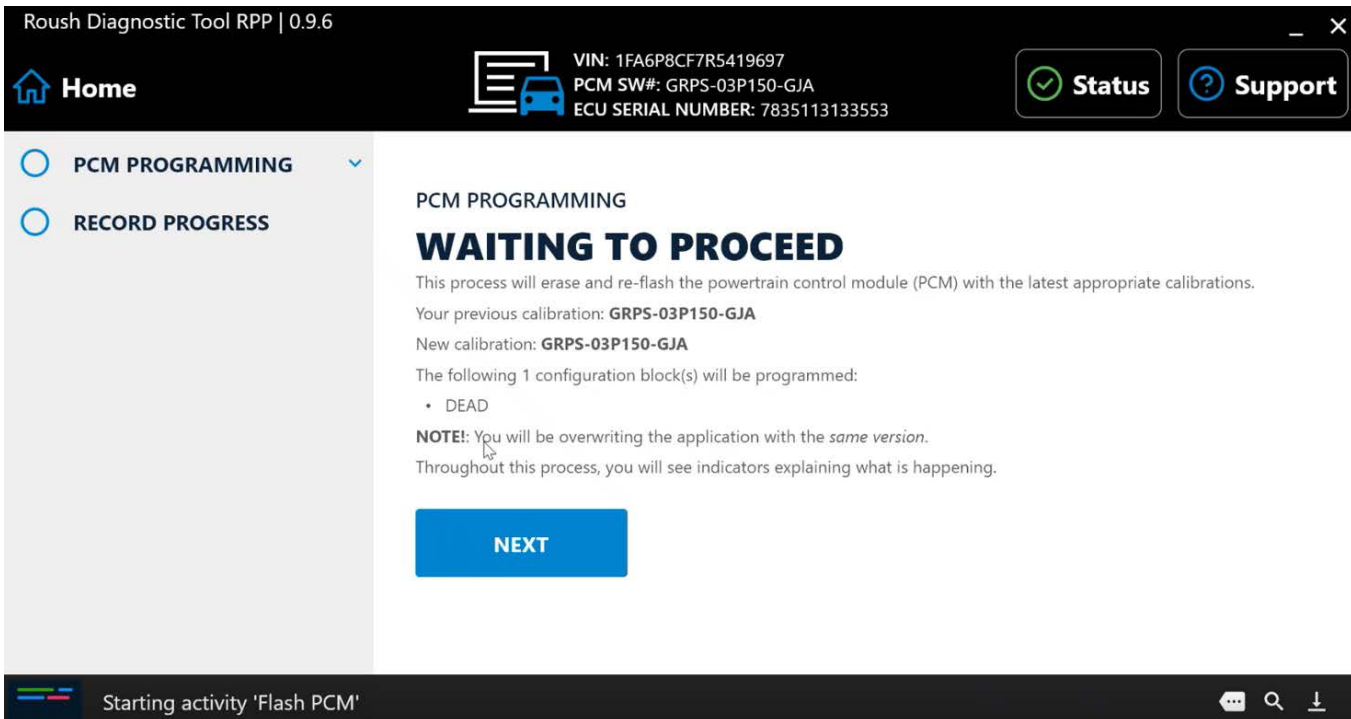 Roush Diagnostic Tool RPP | 0.9.6
Home
VIN: 1FA6P8CF7R5419697
PCM SW#: GRPS-03P150-GJA
ECU SERIAL NUMBER: 7835113133553
Status
Support
PCM PROGRAMMING
RECORD PROGRESS
PCM PROGRAMMING
WAITING TO PROCEED
This process will erase and re-flash the powertrain control module (PCM) with the latest appropriate calibrations.
Your previous calibration: GRPS-03P150-GJA
New calibration: GRPS-03P150-GJA
The following 1 configuration block(s) will be programmed:
• DEAD
NOTE!: You will be overwriting the application with the same version.
Throughout this process, you will see indicators explaining what is happening.
NEXT
Starting activity 'Flash PCM'